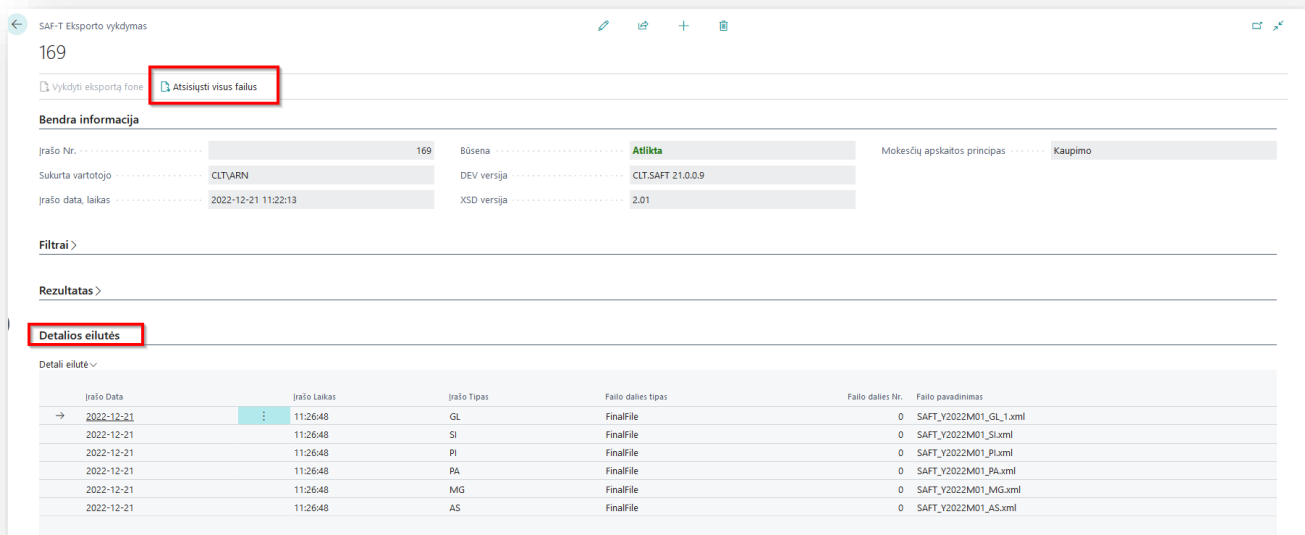 SAF-T Eksporto vykdymas
169
Vykdyti eksportą fone Atsisiųsti visus failus
Bendra informacija
Įrašo Nr. 169 Būsena Atlikta Mokesčių apskaitos principas Kaupimo
Sukurta vartotojo CLT\ARN DEV versija CLT.SAFT 21.0.0.9
Įrašo data, laikas 2022-12-21 11:22:13 XSD versija 2.01
Filtrai
Rezultatas
Detalios eilutės
Detali eilutė
Įrašo Data Įrašo Laikas Įrašo Tipas Failo dalies tipas Failo dalies Nr. Failo pavadinimas
2022-12-21 11:26:48 GL FinalFile 0 SAFT_Y2022M01_GL_1.xml
2022-12-21 11:26:48 SI FinalFile 0 SAFT_Y2022M01_SI.xml
2022-12-21 11:26:48 PI FinalFile 0 SAFT_Y2022M01_PI.xml
2022-12-21 11:26:48 PA FinalFile 0 SAFT_Y2022M01_PA.xml
2022-12-21 11:26:48 MG FinalFile 0 SAFT_Y2022M01_MG.xml
2022-12-21 11:26:48 AS FinalFile 0 SAFT_Y2022M01_AS.xml